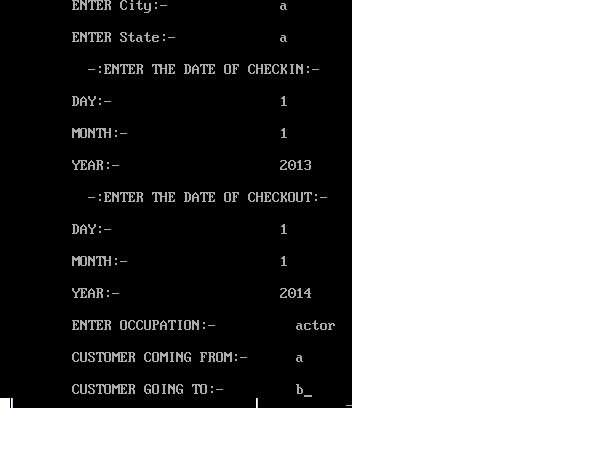 ENTER City:-                    a
ENTER State:-                   a
-:ENTER THE DATE OF CHECKIN:-
DAY:-                           1
MONTH:-                         1
YEAR:-                          2013
-:ENTER THE DATE OF CHECKOUT:-
DAY:-                           1
MONTH:-                         1
YEAR:-                          2014
ENTER OCCUPATION:-              actor
CUSTOMER COMING FROM:-          a
CUSTOMER GOING TO:-             b_